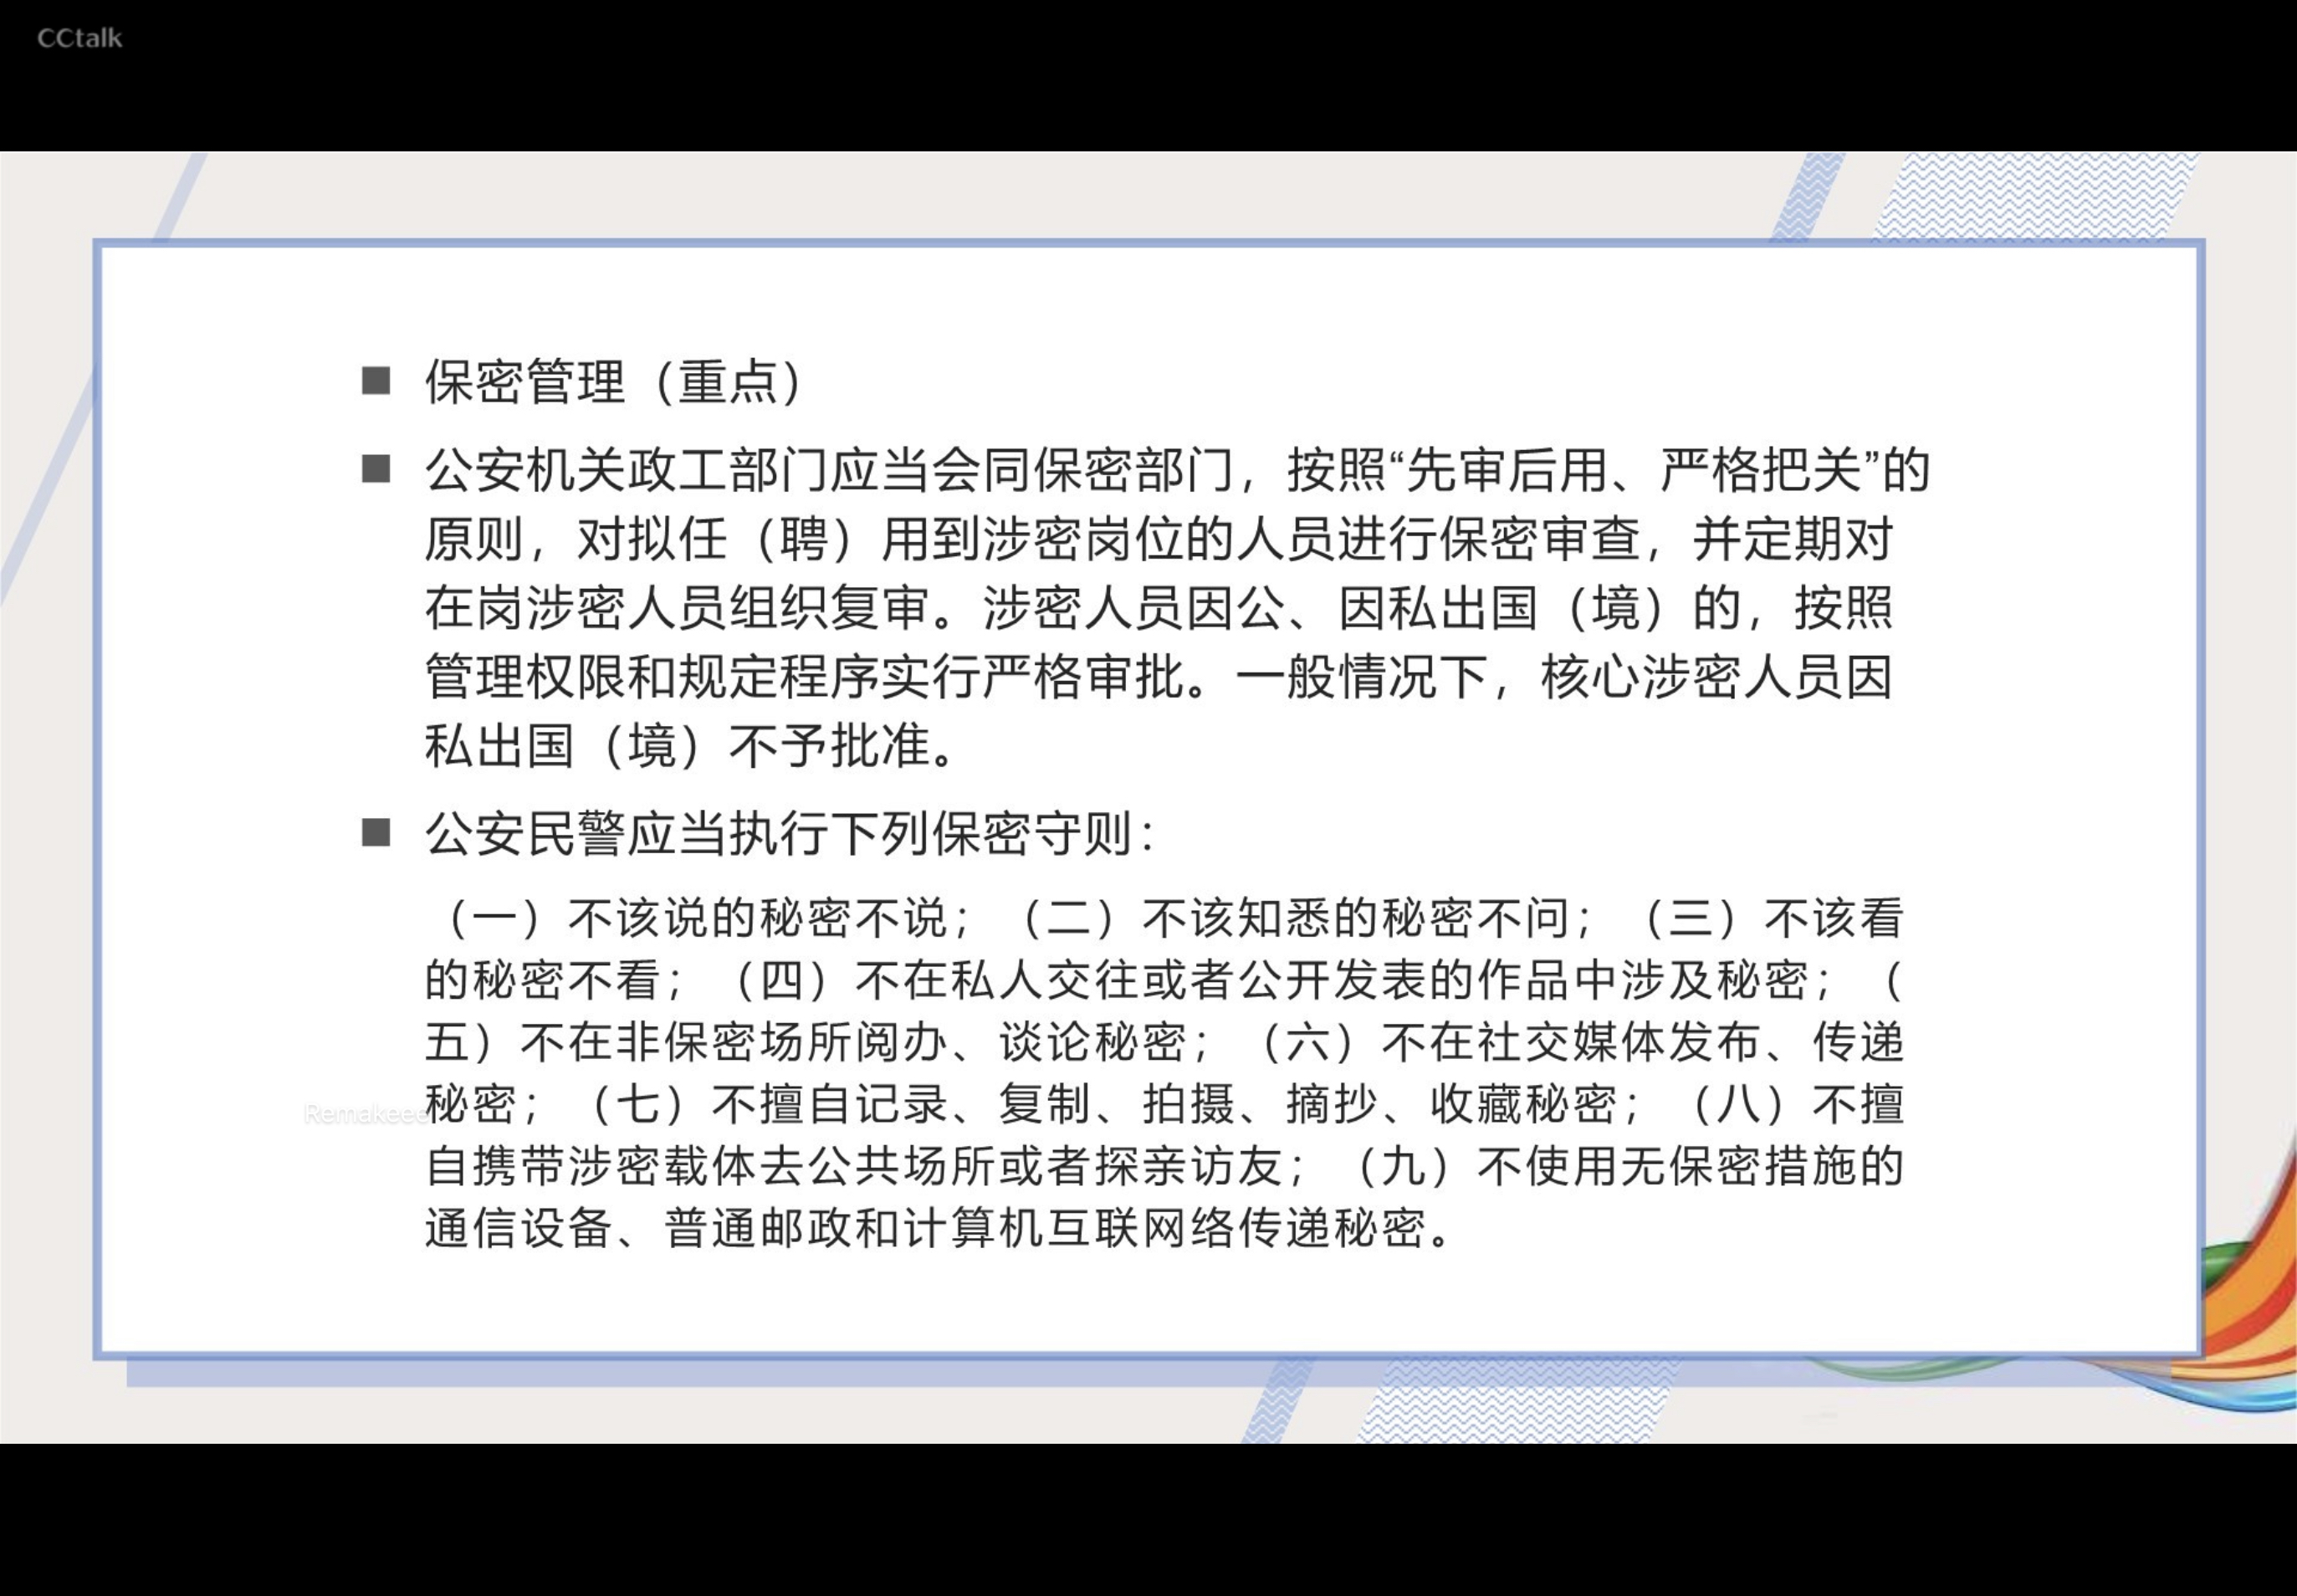 CCtalk
保密管理（重点）
公安机关政工部门应当会同保密部门，按照“先审后用、严格把关”的
原则，对拟任（聘）用到涉密岗位的人员进行保密审查，并定期对
在岗涉密人员组织复审。涉密人员因公、因私出国（境）的，按照
管理权限和规定程序实行严格审批。一般情况下，核心涉密人员因
私出国（境）不予批准。
公安民警应当执行下列保密守则：
（一）不该说的秘密不说；（二）不该知悉的秘密不问；（三）不该看
的秘密不看；（四）不在私人交往或者公开发表的作品中涉及秘密；（
五）不在非保密场所阅办、谈论秘密；（六）不在社交媒体发布、传递
秘密；（七）不擅自记录、复制、拍摄、摘抄、收藏秘密；（八）不擅
自携带涉密载体去公共场所或者探亲访友；（九）不使用无保密措施的
通信设备、普通邮政和计算机互联网络传递秘密。
Remakeee